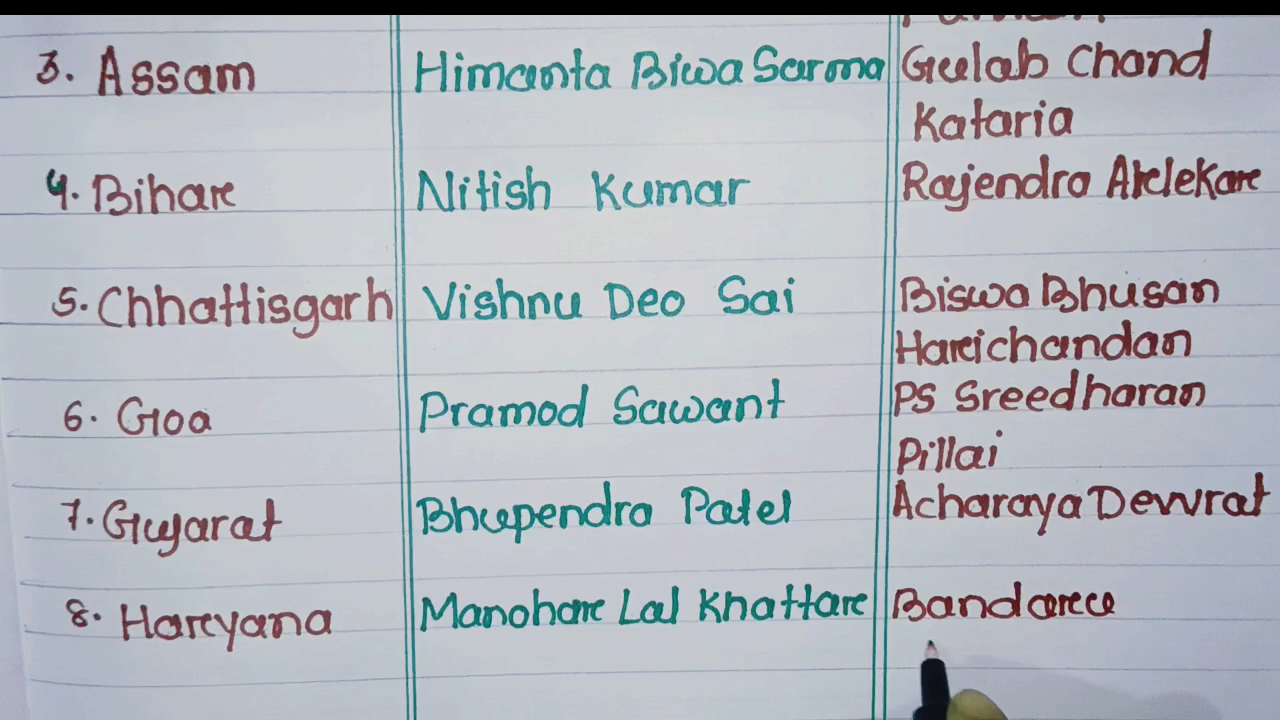 3. Assam Himanta Biwa Sarma Gulab Chand
Kataria
4. Bihar Nitish Kumar Rajendra Arlekar
5. Chhattisgarh Vishnu Deo Sai Biswa Bhusan
Harichandan
6. Goa Pramod Sawant PS Sreedharan
Pillai
7. Gujarat Bhupendra Patel Acharaya Devvrat
8. Haryana Manohar Lal Khattar Bandaru